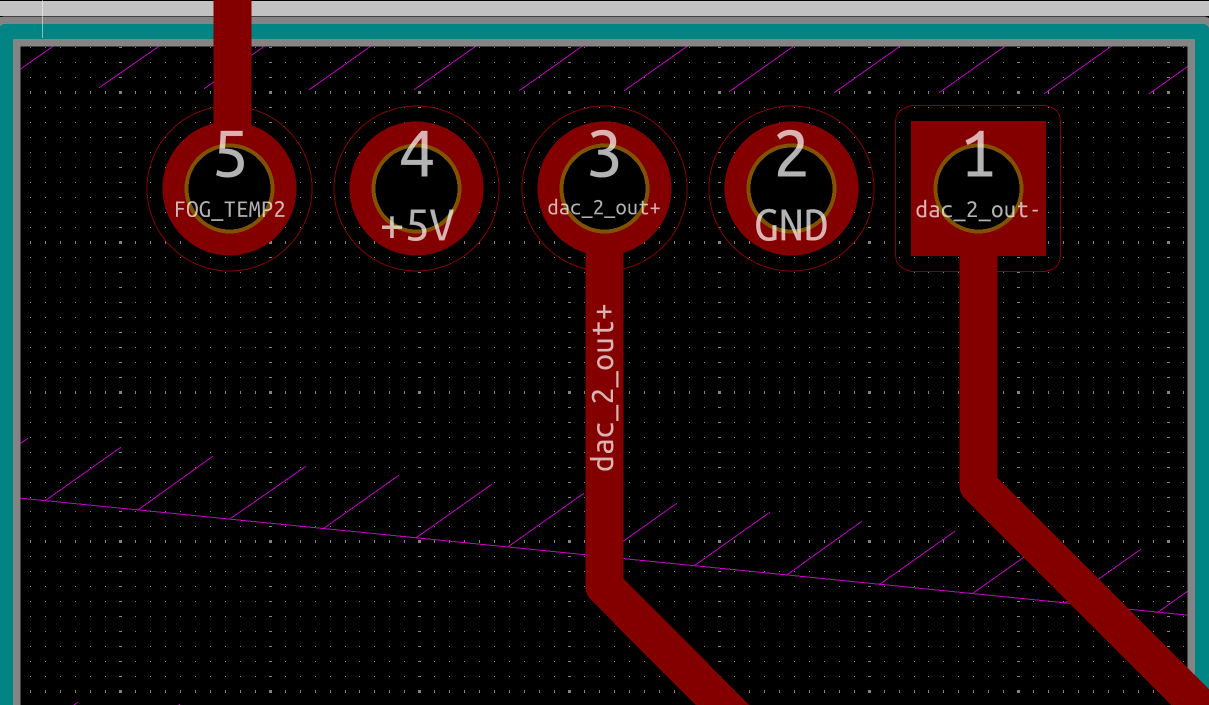 5 4 3 2 1
FOG_TEMP2 +5V dac_2_out+ GND dac_2_out-
dac_2_out+